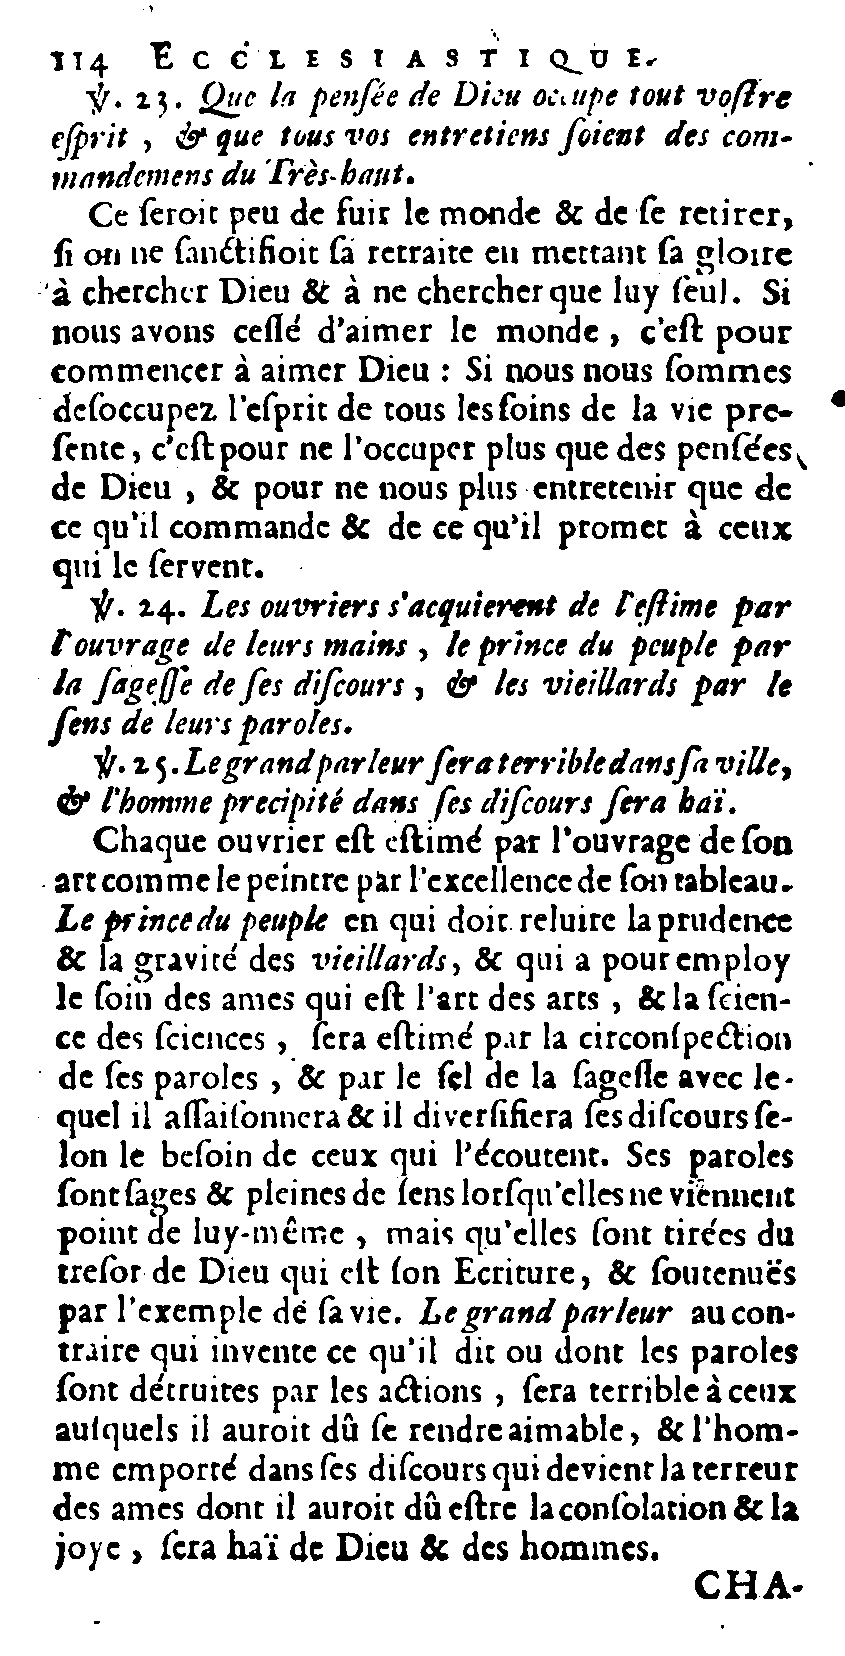 114 ECCLESIASTIQUE.
℣. 23. Que la penſée de Dieu occupe tout voſtre
eſprit, & que tous vos entretiens ſoient des com-
mandemens du Très-haut.
Ce ſeroit peu de fuir le monde & de ſe retirer,
ſi on ne ſanctifioit ſa retraite en mettant ſa gloire
à chercher Dieu & à ne chercher que luy ſeul. Si
nous avons ceſſé d'aimer le monde, c'eſt pour
commencer à aimer Dieu : Si nous nous ſommes
deſoccupez l'eſprit de tous les ſoins de la vie pre-
ſente, c'eſt pour ne l'occuper plus que des penſées
de Dieu, & pour ne nous plus entretenir que de
ce qu'il commande & de ce qu'il promet à ceux
qui le ſervent.
℣. 24. Les ouvriers s'acquierent de l'eſtime par
l'ouvrage de leurs mains, le prince du peuple par
la ſageſſe de ſes diſcours, & les vieillards par le
ſens de leurs paroles.
℣. 25. Le grand parleur ſera terrible dans ſa ville,
& l'homme precipité dans ſes diſcours ſera haï.
Chaque ouvrier eſt eſtimé par l'ouvrage de ſon
art comme le peintre par l'excellence de ſon tableau.
Le prince du peuple en qui doit reluire la prudence
& la gravité des vieillards, & qui a pour employ
le ſoin des ames qui eſt l'art des arts, & la ſcien-
ce des ſciences, ſera eſtimé par la circonſpection
de ſes paroles, & par le ſel de la ſageſſe avec le-
quel il aſſaiſonnera & il diverſifiera ſes diſcours ſe-
lon le beſoin de ceux qui l'écoutent. Ses paroles
ſont ſages & pleines de ſens lorſqu'elles ne viennent
point de luy-même, mais qu'elles ſont tirées du
treſor de Dieu qui eſt ſon Ecriture, & ſoutenuës
par l'exemple de ſa vie. Le grand parleur au con-
traire qui invente ce qu'il dit ou dont les paroles
ſont détruites par les actions, ſera terrible à ceux
auſquels il auroit dû ſe rendre aimable, & l'hom-
me emporté dans ſes diſcours qui devient la terreur
des ames dont il auroit dû eſtre la conſolation & la
joye, ſera haï de Dieu & des hommes.
CHA-